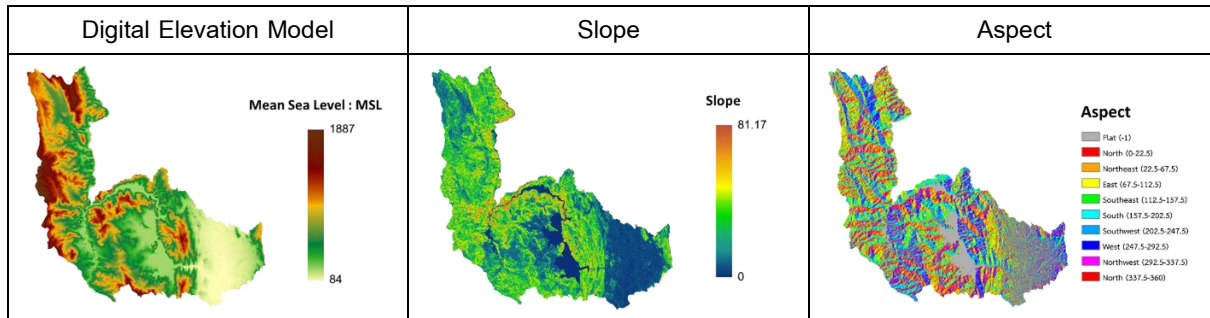 Digital Elevation Model
Slope
Aspect
Mean Sea Level : MSL
1887
84
Slope
81.17
0
Aspect
Flat (-1)
North (0-22.5)
Northeast (22.5-67.5)
East (67.5-112.5)
Southeast (112.5-157.5)
South (157.5-202.5)
Southwest (202.5-247.5)
West (247.5-292.5)
Northwest (292.5-337.5)
North (337.5-360)